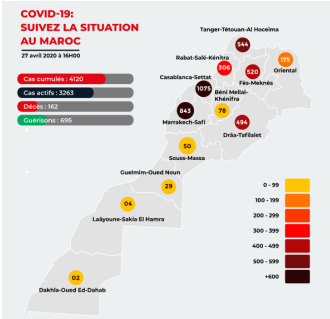 COVID-19:
SUIVEZ LA SITUATION
AU MAROC
27 avril 2020 à 16H00
Cas cumulés : 4120
Cas actifs : 3263
Décès : 162
Guérisons : 695
Tanger-Tétouan-Al Hoceima
544
Rabat-Salé-Kénitra
306
520
Fès-Meknès
175
Oriental
Casablanca-Settat
1075
Béni Mellal-
Khénifra
78
843
Marrakech-Safi
494
Drâa-Tafilalet
50
Souss-Massa
Guelmim-Oued Noun
29
04
Laâyoune-Sakia El Hamra
02
Dakhla-Oued Ed-Dahab
0 - 99
100 - 199
200 - 299
300 - 399
400 - 499
500 - 599
+600